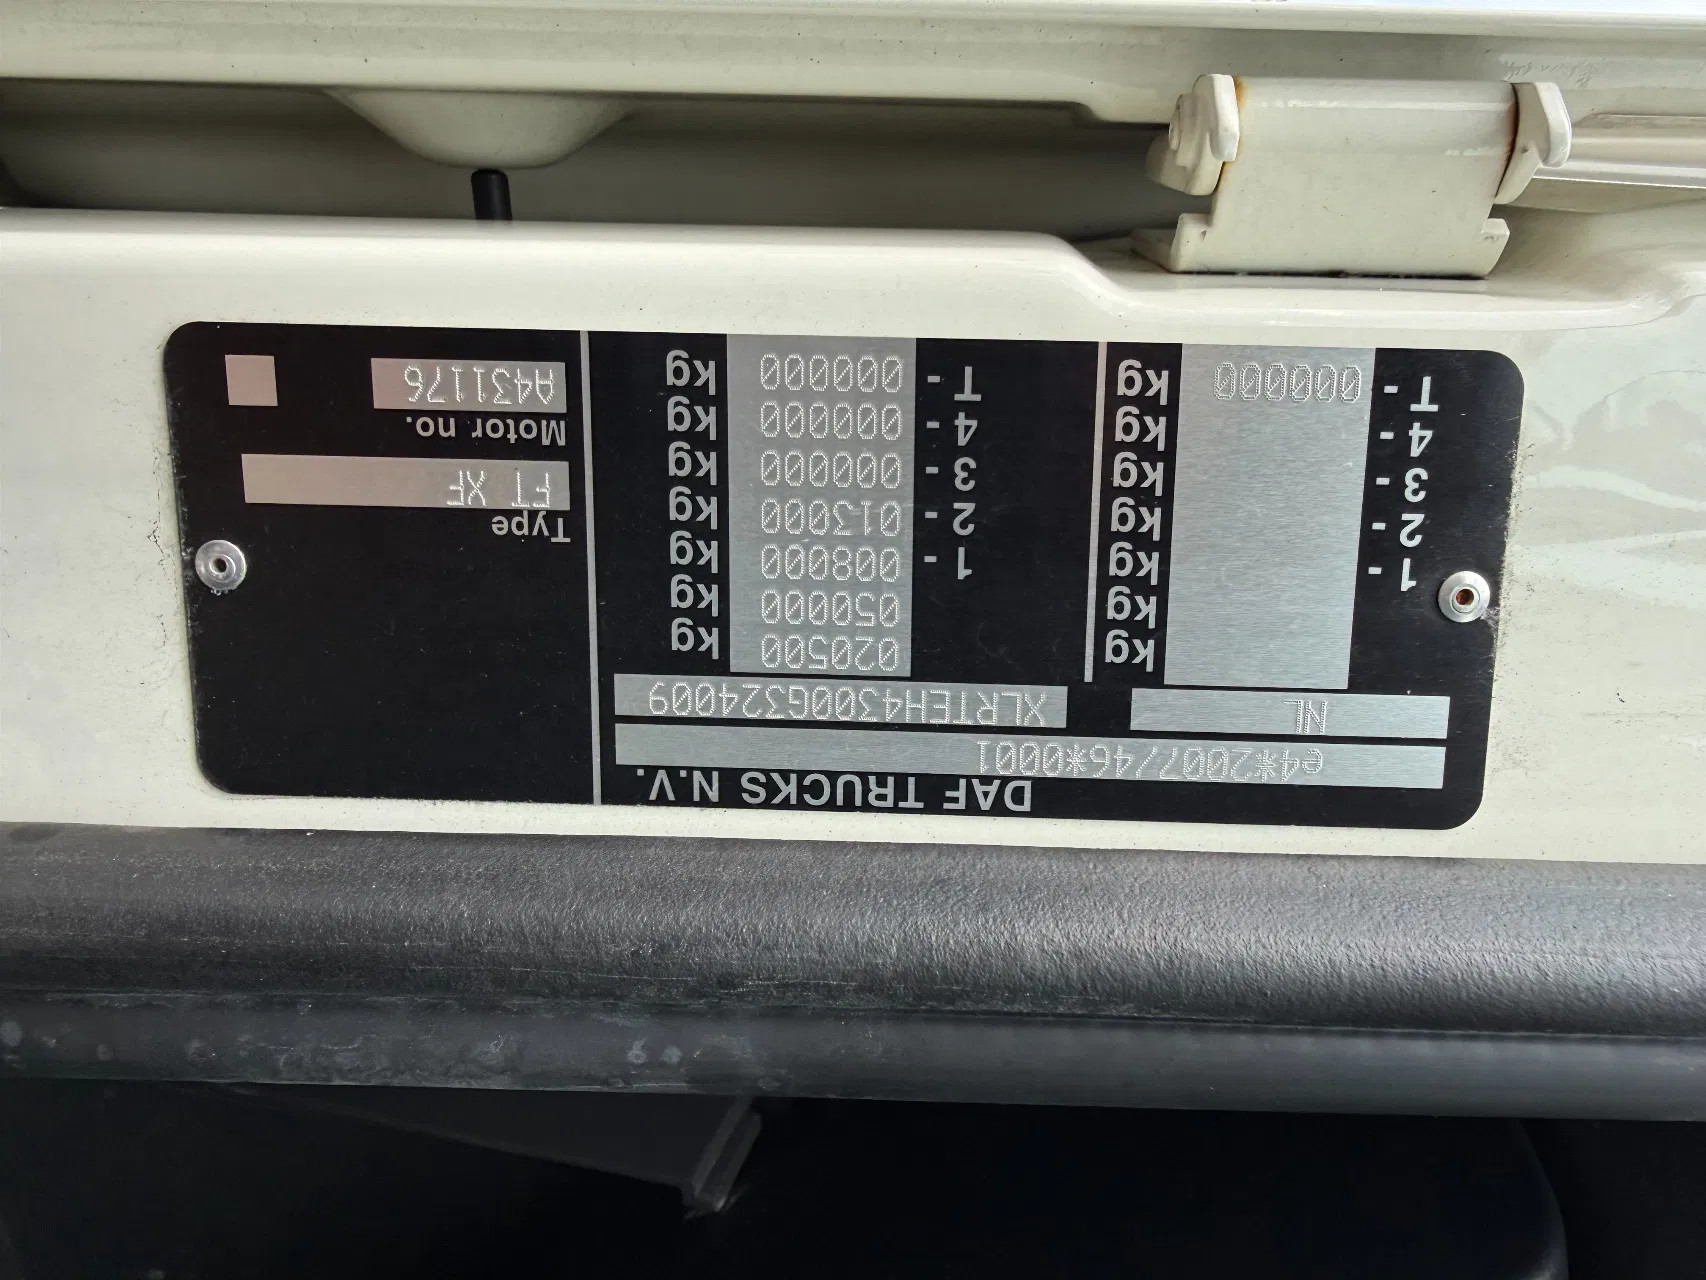 DAF TRUCKS N.V.
e4*2007/46*0001
NL XLRTEH4300G324009
kg 020500 kg
kg 050000 kg
1- kg 1- 008000 kg
2- kg 2- 013000 kg
3- kg 3- 000000 kg
4- kg 4- 000000 kg
T- 000000 kg T- 000000 kg
Type
FT XF
Motor no.
A431176